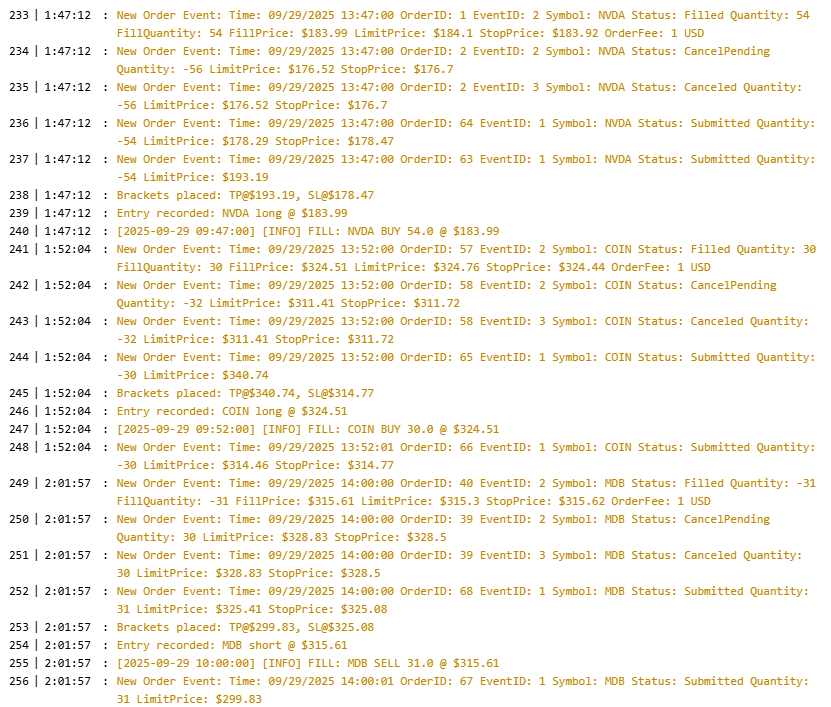 233 | 1:47:12 : New Order Event: Time: 09/29/2025 13:47:00 OrderID: 1 EventID: 2 Symbol: NVDA Status: Filled Quantity: 54
FillQuantity: 54 FillPrice: $183.99 LimitPrice: $184.1 StopPrice: $183.92 OrderFee: 1 USD
234 | 1:47:12 : New Order Event: Time: 09/29/2025 13:47:00 OrderID: 2 EventID: 2 Symbol: NVDA Status: CancelPending
Quantity: -56 LimitPrice: $176.52 StopPrice: $176.7
235 | 1:47:12 : New Order Event: Time: 09/29/2025 13:47:00 OrderID: 2 EventID: 3 Symbol: NVDA Status: Canceled Quantity:
-56 LimitPrice: $176.52 StopPrice: $176.7
236 | 1:47:12 : New Order Event: Time: 09/29/2025 13:47:00 OrderID: 64 EventID: 1 Symbol: NVDA Status: Submitted Quantity:
-54 LimitPrice: $178.29 StopPrice: $178.47
237 | 1:47:12 : New Order Event: Time: 09/29/2025 13:47:00 OrderID: 63 EventID: 1 Symbol: NVDA Status: Submitted Quantity:
-54 LimitPrice: $193.19
238 | 1:47:12 : Brackets placed: TP@$193.19, SL@$178.47
239 | 1:47:12 : Entry recorded: NVDA long @ $183.99
240 | 1:47:12 : [2025-09-29 09:47:00] [INFO] FILL: NVDA BUY 54.0 @ $183.99
241 | 1:52:04 : New Order Event: Time: 09/29/2025 13:52:00 OrderID: 57 EventID: 2 Symbol: COIN Status: Filled Quantity: 30
FillQuantity: 30 FillPrice: $324.51 LimitPrice: $324.76 StopPrice: $324.44 OrderFee: 1 USD
242 | 1:52:04 : New Order Event: Time: 09/29/2025 13:52:00 OrderID: 58 EventID: 2 Symbol: COIN Status: CancelPending
Quantity: -32 LimitPrice: $311.41 StopPrice: $311.72
243 | 1:52:04 : New Order Event: Time: 09/29/2025 13:52:00 OrderID: 58 EventID: 3 Symbol: COIN Status: Canceled Quantity:
-32 LimitPrice: $311.41 StopPrice: $311.72
244 | 1:52:04 : New Order Event: Time: 09/29/2025 13:52:00 OrderID: 65 EventID: 1 Symbol: COIN Status: Submitted Quantity:
-30 LimitPrice: $340.74
245 | 1:52:04 : Brackets placed: TP@$340.74, SL@$314.77
246 | 1:52:04 : Entry recorded: COIN long @ $324.51
247 | 1:52:04 : [2025-09-29 09:52:00] [INFO] FILL: COIN BUY 30.0 @ $324.51
248 | 1:52:04 : New Order Event: Time: 09/29/2025 13:52:01 OrderID: 66 EventID: 1 Symbol: COIN Status: Submitted Quantity:
-30 LimitPrice: $314.46 StopPrice: $314.77
249 | 2:01:57 : New Order Event: Time: 09/29/2025 14:00:00 OrderID: 40 EventID: 2 Symbol: MDB Status: Filled Quantity: -31
FillQuantity: -31 FillPrice: $315.61 LimitPrice: $315.3 StopPrice: $315.62 OrderFee: 1 USD
250 | 2:01:57 : New Order Event: Time: 09/29/2025 14:00:00 OrderID: 39 EventID: 2 Symbol: MDB Status: CancelPending
Quantity: 30 LimitPrice: $328.83 StopPrice: $328.5
251 | 2:01:57 : New Order Event: Time: 09/29/2025 14:00:00 OrderID: 39 EventID: 3 Symbol: MDB Status: Canceled Quantity:
30 LimitPrice: $328.83 StopPrice: $328.5
252 | 2:01:57 : New Order Event: Time: 09/29/2025 14:00:00 OrderID: 68 EventID: 1 Symbol: MDB Status: Submitted Quantity:
31 LimitPrice: $325.41 StopPrice: $325.08
253 | 2:01:57 : Brackets placed: TP@$299.83, SL@$325.08
254 | 2:01:57 : Entry recorded: MDB short @ $315.61
255 | 2:01:57 : [2025-09-29 10:00:00] [INFO] FILL: MDB SELL 31.0 @ $315.61
256 | 2:01:57 : New Order Event: Time: 09/29/2025 14:00:01 OrderID: 67 EventID: 1 Symbol: MDB Status: Submitted Quantity:
31 LimitPrice: $299.83